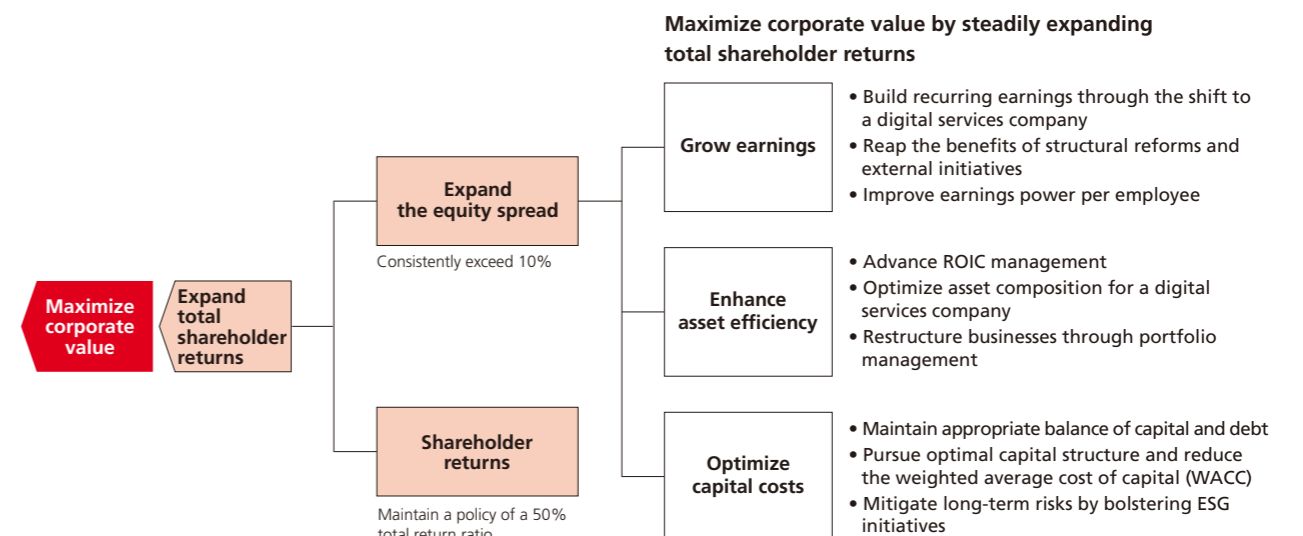 Maximize corporate value by steadily expanding
total shareholder returns
Maximize
corporate
value
Expand
total
shareholder
returns
Expand
the equity spread
Consistently exceed 10%
Shareholder
returns
Maintain a policy of a 50%
total return ratio
Grow earnings
• Build recurring earnings through the shift to
a digital services company
• Reap the benefits of structural reforms and
external initiatives
• Improve earnings power per employee
Enhance
asset efficiency
• Advance ROIC management
• Optimize asset composition for a digital
services company
• Restructure businesses through portfolio
management
Optimize
capital costs
• Maintain appropriate balance of capital and debt
• Pursue optimal capital structure and reduce
the weighted average cost of capital (WACC)
• Mitigate long-term risks by bolstering ESG
initiatives